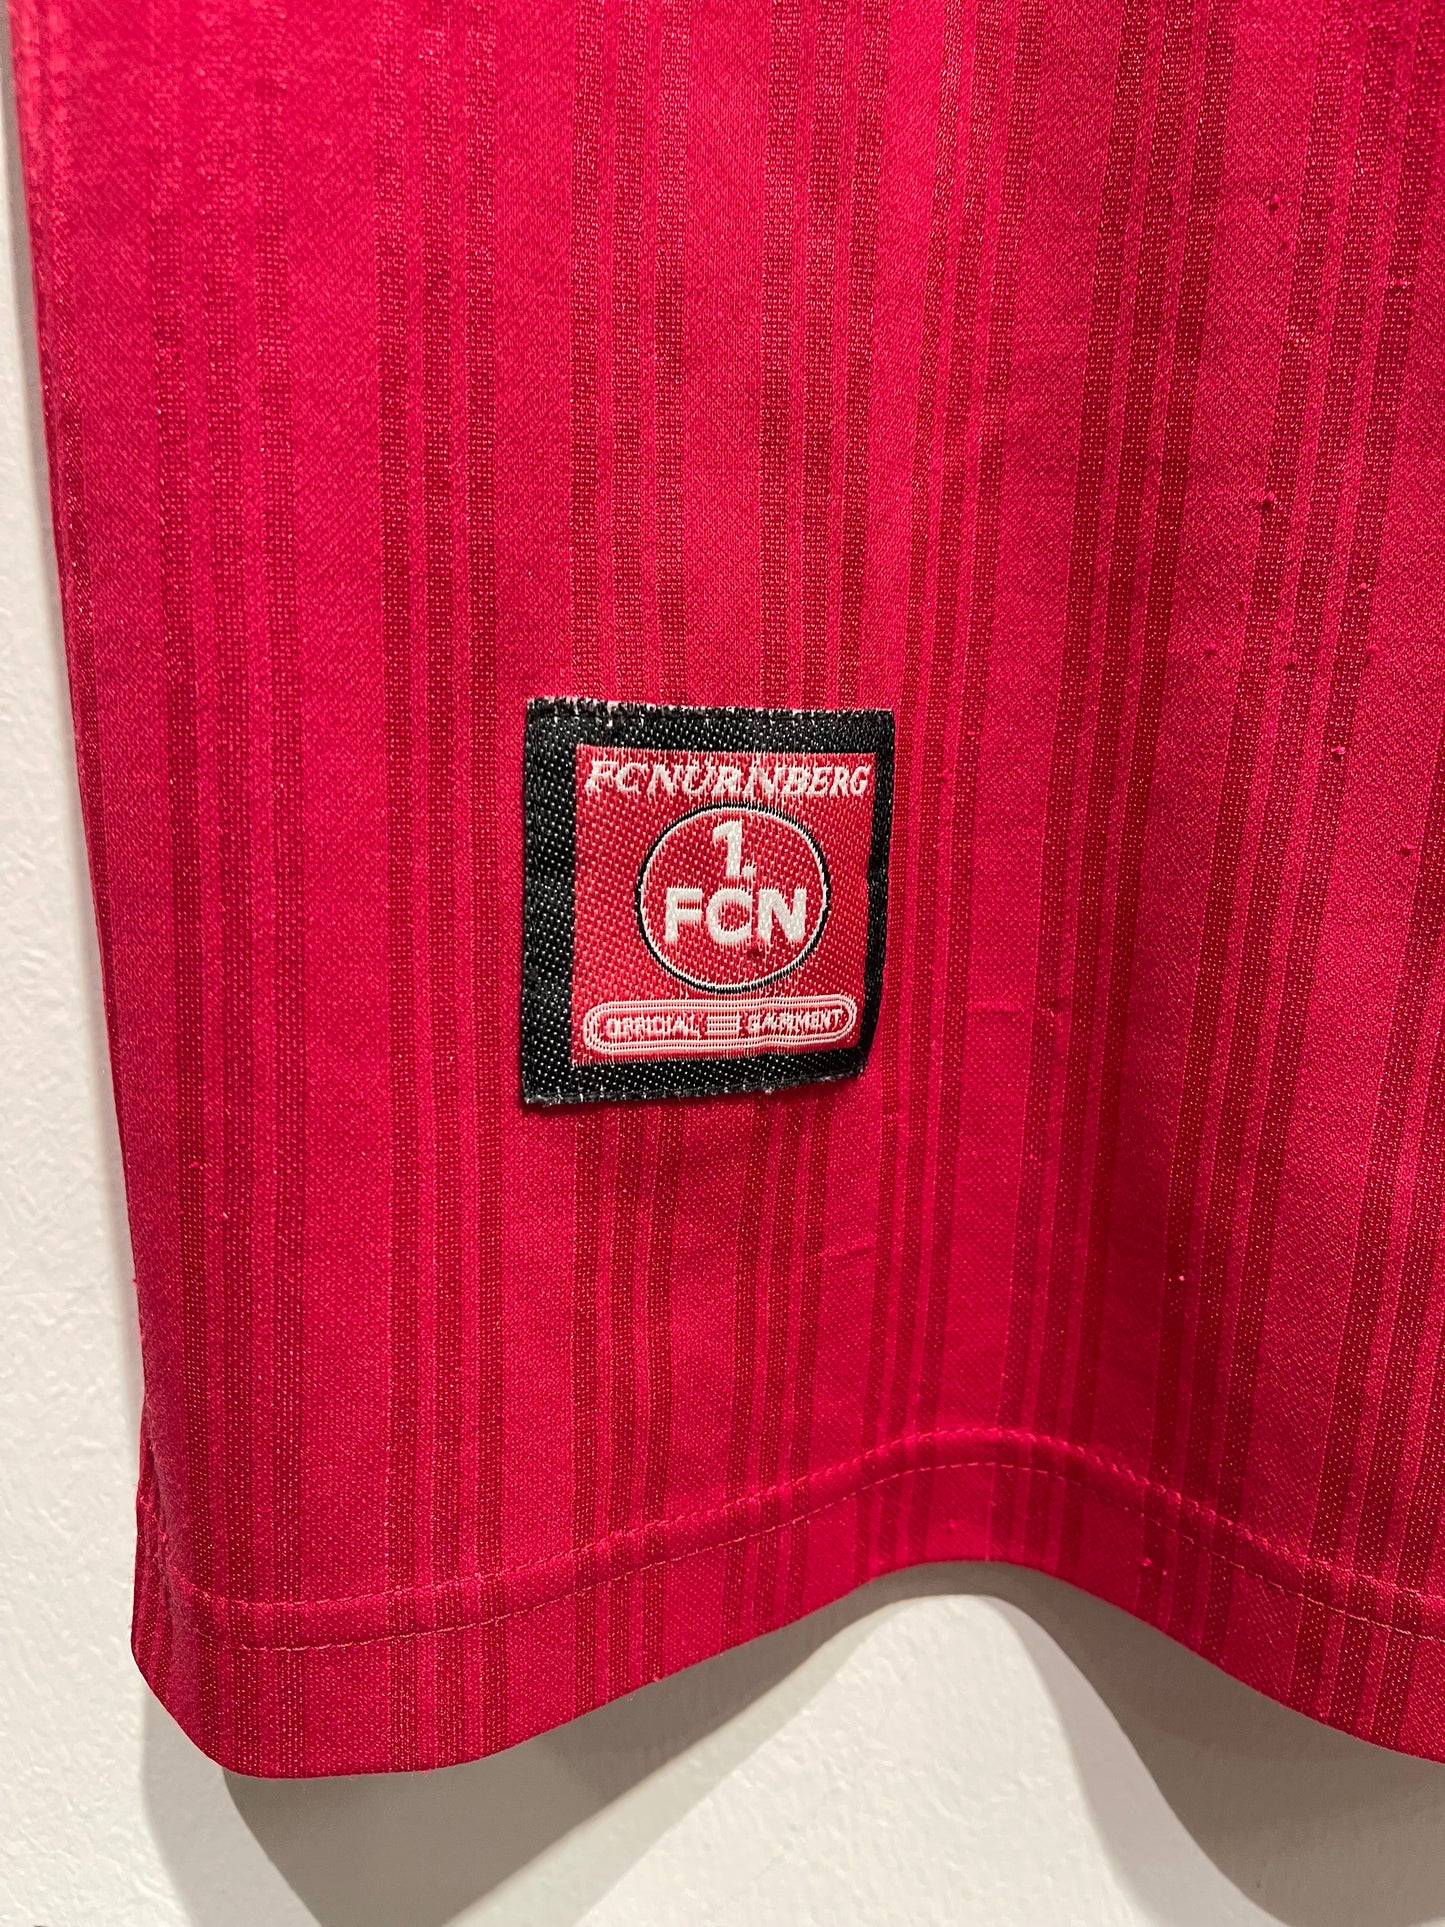 FC NÜRNBERG
1.
FCN
OFFICIAL GARMENT